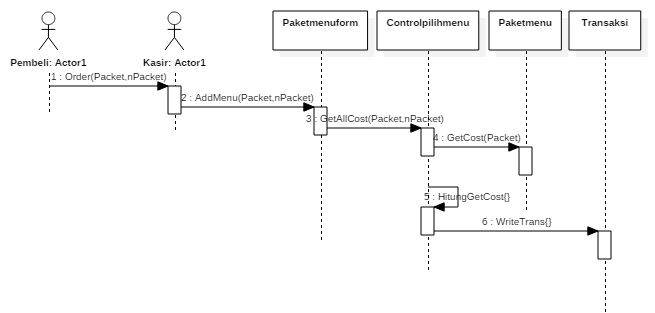 Paketmenuform
Controlpilihmenu
Paketmenu
Transaksi
Pembeli: Actor1
Kasir: Actor1
1 : Order(Packet,nPacket)
2 : AddMenu(Packet,nPacket)
3 : GetAllCost(Packet,nPacket)
4 : GetCost(Packet)
5 : HitungGetCost{}
6 : WriteTrans{}